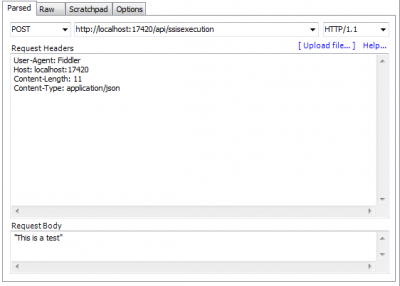 Parsed Raw Scratchpad Options
POST http://localhost:17420/api/ssisexecution HTTP/1.1
Request Headers [ Upload file... ] Help...
User-Agent: Fiddler
Host: localhost:17420
Content-Length: 11
Content-Type: application/json
Request Body
"This is a test"